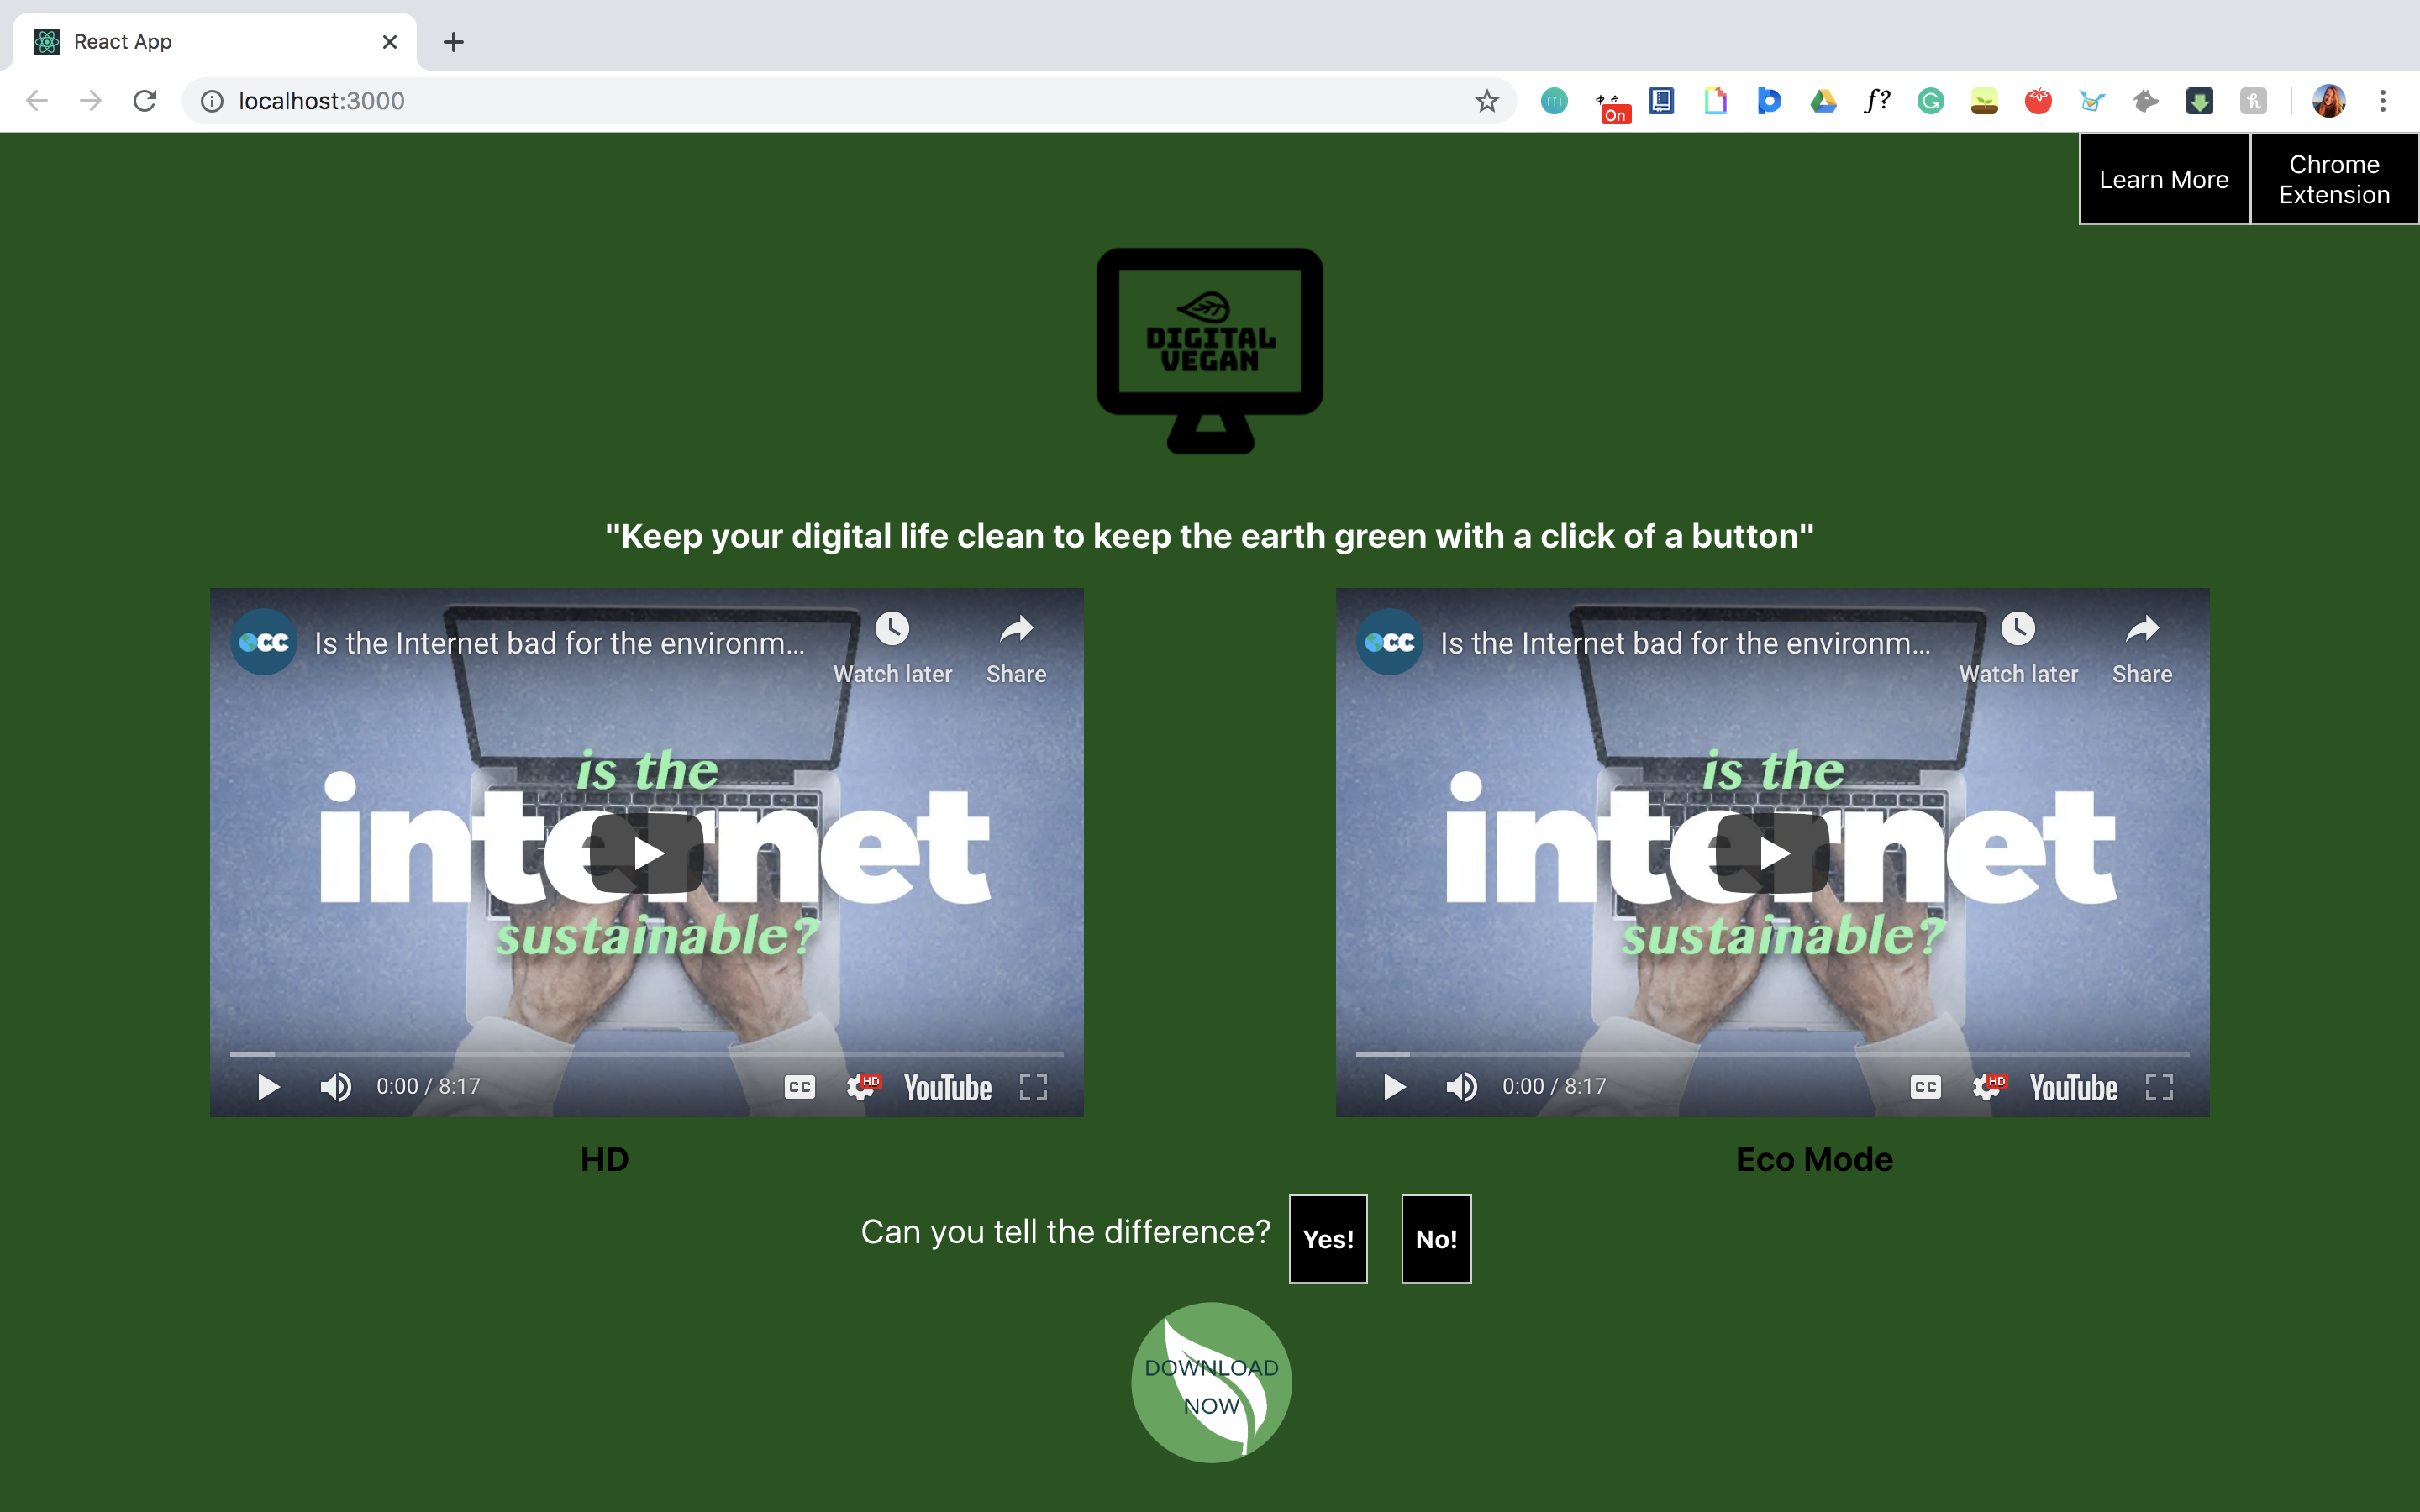 React App
localhost:3000
On
f?
Learn More
Chrome
Extension
DIGITAL
VEGAN
"Keep your digital life clean to keep the earth green with a click of a button"
CC Is the Internet bad for the environm...
Watch later Share
is the
internet
sustainable?
0:00 / 8:17 CC HD YouTube
CC Is the Internet bad for the environm...
Watch later Share
is the
internet
sustainable?
0:00 / 8:17 CC HD YouTube
HD
Eco Mode
Can you tell the difference? Yes! No!
DOWNLOAD
NOW